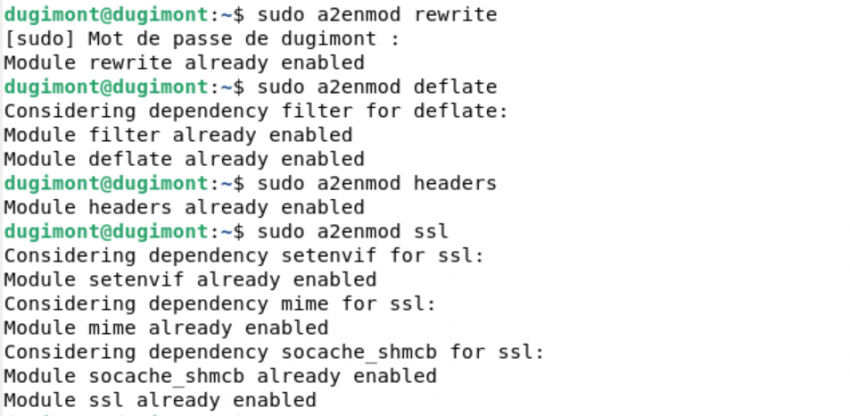 dugimont@dugimont:~$ sudo a2enmod rewrite
[sudo] Mot de passe de dugimont :
Module rewrite already enabled
dugimont@dugimont:~$ sudo a2enmod deflate
Considering dependency filter for deflate:
Module filter already enabled
Module deflate already enabled
dugimont@dugimont:~$ sudo a2enmod headers
Module headers already enabled
dugimont@dugimont:~$ sudo a2enmod ssl
Considering dependency setenvif for ssl:
Module setenvif already enabled
Considering dependency mime for ssl:
Module mime already enabled
Considering dependency socache_shmcb for ssl:
Module socache_shmcb already enabled
Module ssl already enabled